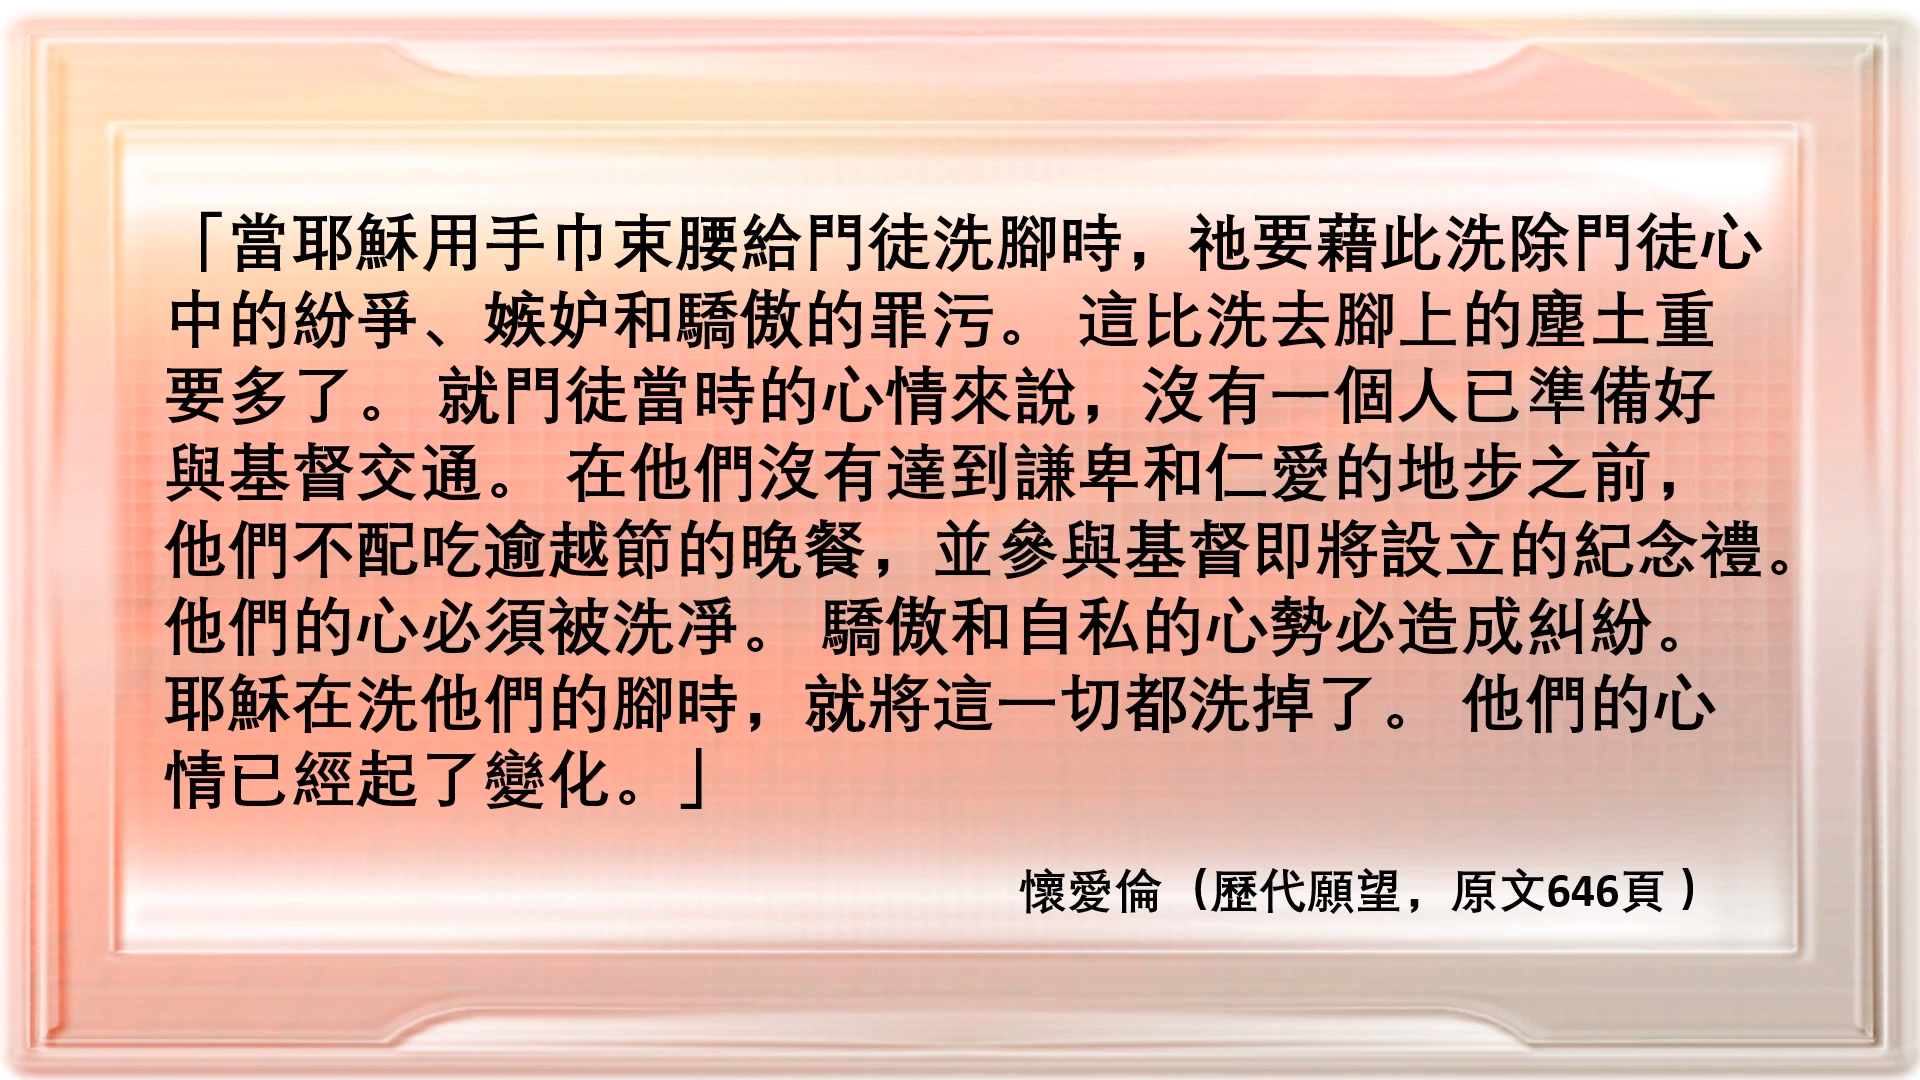 「當耶穌用手巾束腰給門徒洗腳時，祂要藉此洗除門徒心
中的紛爭、嫉妒和驕傲的罪污。 這比洗去腳上的塵土重
要多了。 就門徒當時的心情來說，沒有一個人已準備好
與基督交通。 在他們沒有達到謙卑和仁愛的地步之前，
他們不配吃逾越節的晚餐，並參與基督即將設立的紀念禮。
他們的心必須被洗凈。 驕傲和自私的心勢必造成糾紛。
耶穌在洗他們的腳時，就將這一切都洗掉了。 他們的心
情已經起了變化。」
懷愛倫（歷代願望，原文646頁）